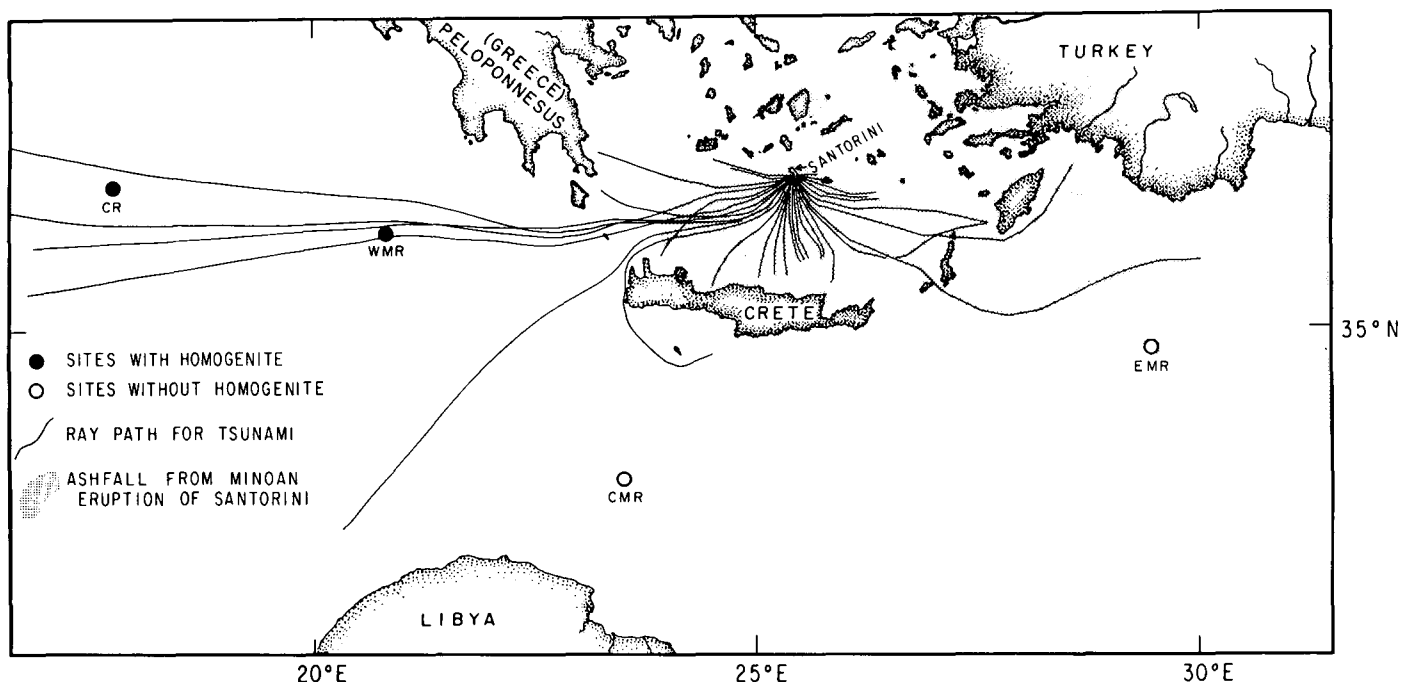 (GREECE)
PELOPONNESUS
TURKEY
SANTORINI
CR
WMR
CRETE
35°N
EMR
● SITES WITH HOMOGENITE
○ SITES WITHOUT HOMOGENITE
RAY PATH FOR TSUNAMI
ASHFALL FROM MINOAN
ERUPTION OF SANTORINI
CMR
LIBYA
20°E
25°E
30°E